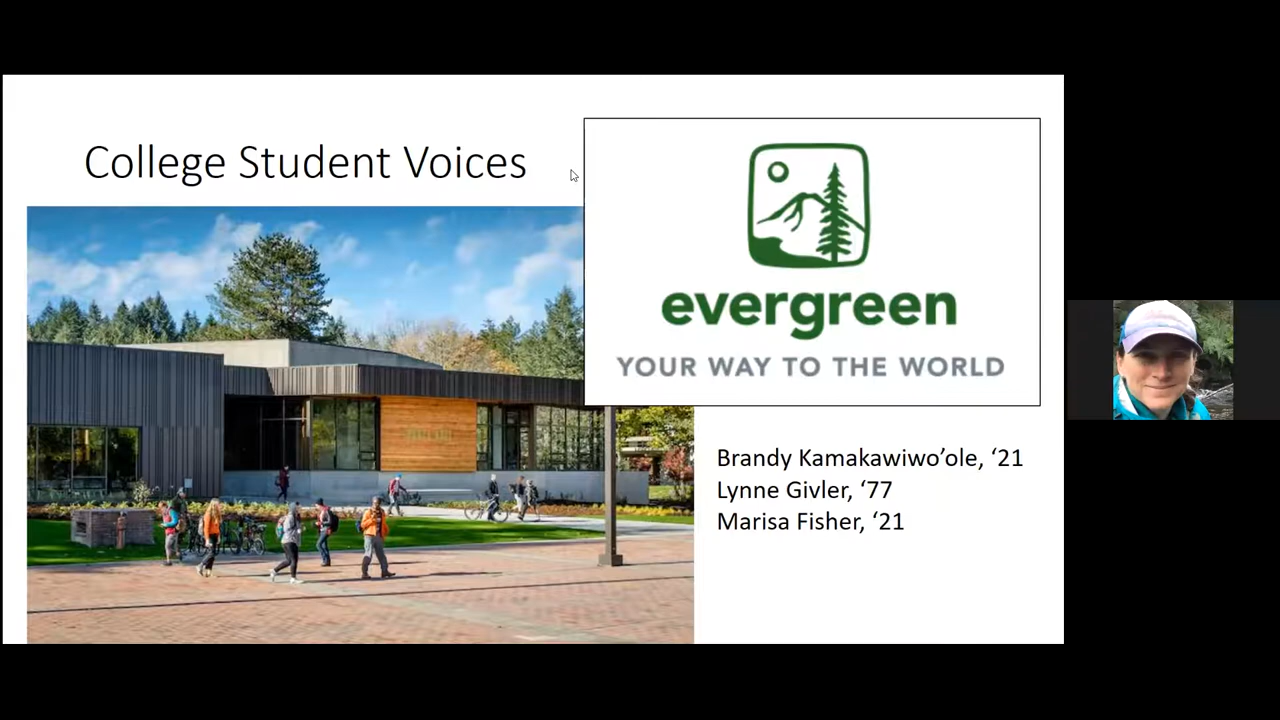 College Student Voices
evergreen
YOUR WAY TO THE WORLD
Brandy Kamakawiwo’ole, ‘21
Lynne Givler, ‘77
Marisa Fisher, ‘21